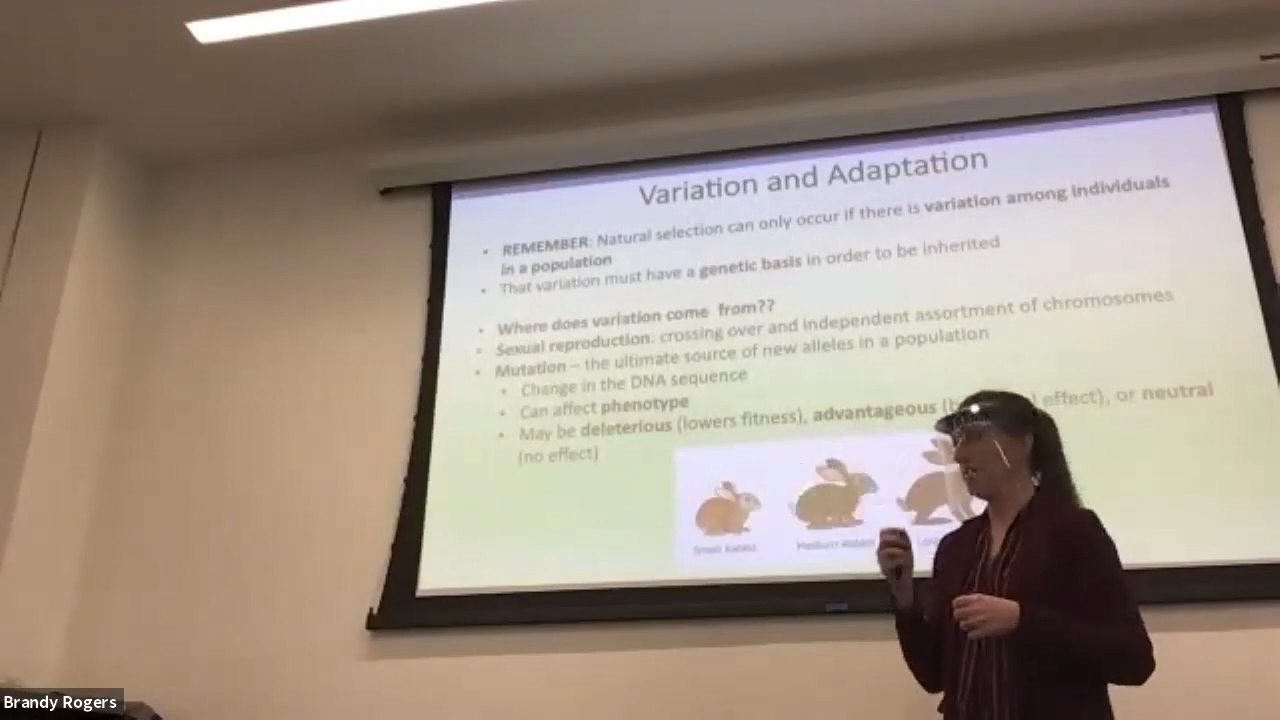 Variation and Adaptation
• REMEMBER: Natural selection can only occur if there is variation among individuals
in a population
• That variation must have a genetic basis in order to be inherited
• Where does variation come from??
• Sexual reproduction: crossing over and independent assortment of chromosomes
• Mutation – the ultimate source of new alleles in a population
• Change in the DNA sequence
• Can affect phenotype
• May be deleterious (lowers fitness), advantageous ( effect), or neutral
(no effect)
Small Rabbit Medium Rabbit
Brandy Rogers